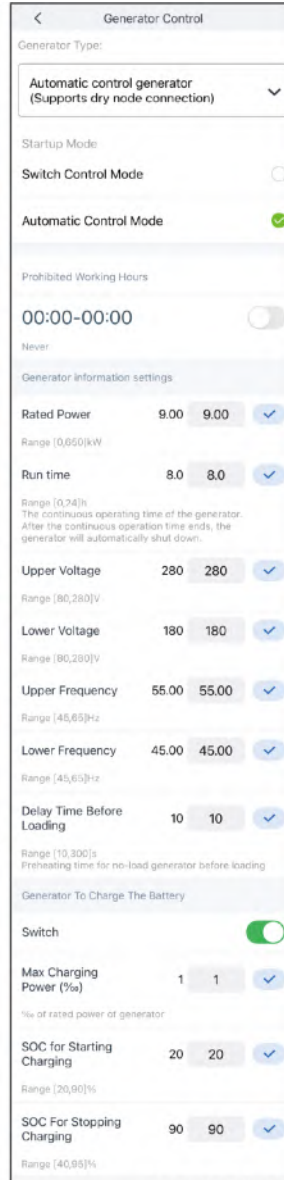 Generator Control
Generator Type:
Automatic control generator
(Supports dry node connection)
Startup Mode
Switch Control Mode
Automatic Control Mode
Prohibited Working Hours
00:00-00:00
Never
Generator information settings
Rated Power 9.00 9.00
Range [0,650]kW
Run time 8.0 8.0
Range [0,24]h
The continuous operating time of the generator.
After the continuous operation time ends, the
generator will automatically shut down.
Upper Voltage 280 280
Range [80,280]V
Lower Voltage 180 180
Range [80,280]V
Upper Frequency 55.00 55.00
Range [45,65]Hz
Lower Frequency 45.00 45.00
Range [45,65]Hz
Delay Time Before
Loading 10 10
Range [10,300]s
Preheating time for no-load generator before loading
Generator To Charge The Battery
Switch
Max Charging
Power (‰) 1 1
‰ of rated power of generator
SOC for Starting
Charging 20 20
Range [20,90]%
SOC For Stopping
Charging 90 90
Range [40,95]%